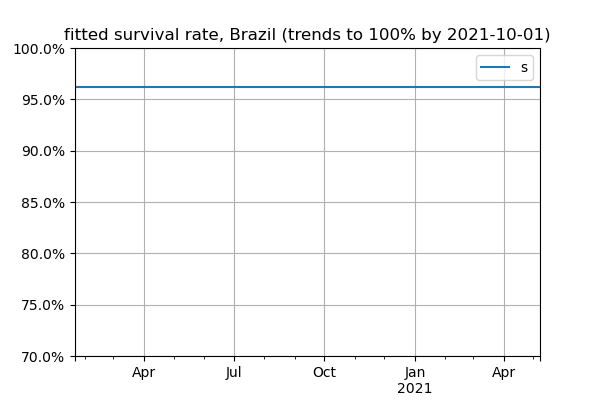 fitted survival rate, Brazil (trends to 100% by 2021-10-01)
100.0%
s
95.0%
90.0%
85.0%
80.0%
75.0%
70.0%
Apr Jul Oct Jan Apr
2021